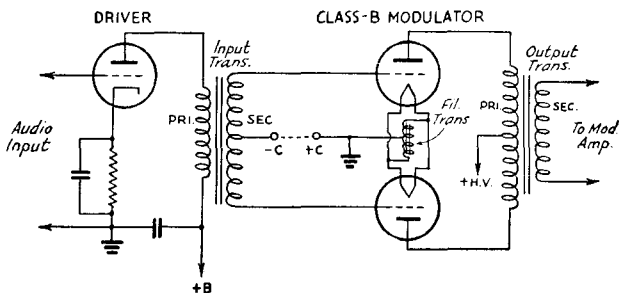 DRIVER
CLASS-B MODULATOR
Input
Trans.
Output
Trans.
PRI.
SEC
Fil.
Trans
PRI.
SEC.
Audio
Input
-C
+C
To Mod.
Amp.
+H.V.
+B